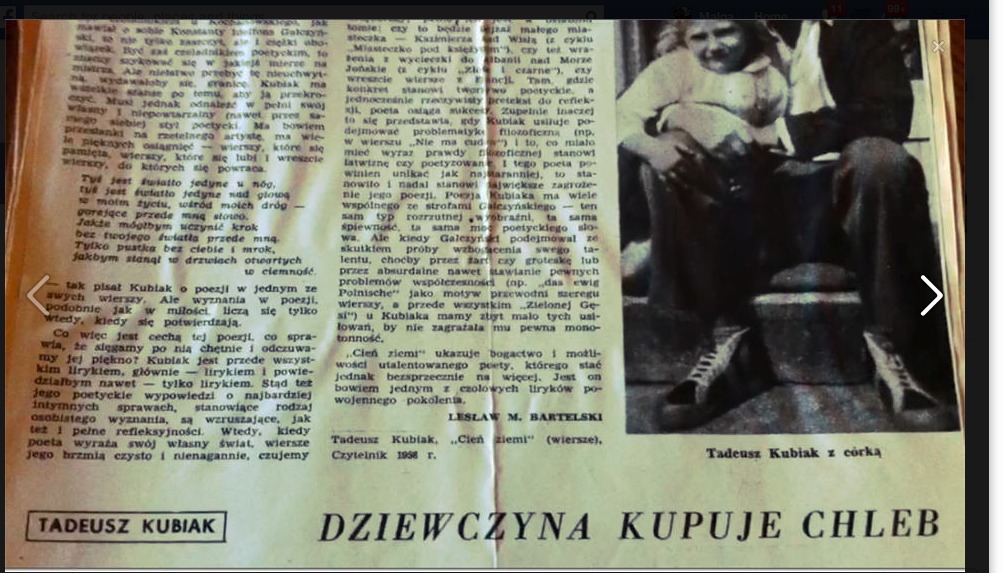 mawiał o sobie Konstanty Ildefons Gałczyń-
ski, to nie tylko zaszczyt, ale i ciężki obo-
wiązek. Być zaś czeladnikiem poetyckim, to
znaczy szykować się w jakiejś mierze na
mistrza. Ale niełatwo przebyć tę nieuchwyt-
ną, wydawałoby się, granicę. Kubiak ma
wszelkie szanse po temu, aby ją przekro-
czyć. Musi jednak odnaleźć w pełni swój
własny i niepowtarzalny (nawet przez sa-
mego siebie) styl poetycki. Ma bowiem
przesłanki na rzetelnego artystę, ma wie-
le pięknych osiągnięć — wierszy, które się
pamięta, wierszy, które się lubi i wreszcie
wierszy, do których się powraca.
Tyś jest światło jedyne u nóg,
tyś jest światło jedyne nad głową
w moim życiu, wśród moich dróg —
gorejące przede mną słowo.
Jakże mógłbym uczynić krok
bez twojego światła przede mną.
Tylko pustka bez ciebie i mrok,
jakbym stanął w drzwiach otwartych
w ciemność.
— tak pisał Kubiak o poezji w jednym ze
swych wierszy. Ale wyznania w poezji,
podobnie jak w miłości, liczą się tylko
wtedy, kiedy się potwierdzają.
Co więc jest cechą tej poezji, co spra-
wia, że sięgamy po nią chętnie i odczuwa-
my jej piękno? Kubiak jest przede wszyst-
kim lirykiem, głównie — lirykiem i powie-
działbym nawet — tylko lirykiem. Stąd też
jego poetyckie wypowiedzi o najbardziej
intymnych sprawach, stanowiące rodzaj
osobistego wyznania, są wzruszające, jak
też i pełne refleksyjności. Wtedy, kiedy
poeta wyraża swój własny świat, wiersze
jego brzmią czysto i nienagannie, czujemy
tomie; czy to będzie pejzaż małego mia-
steczka — Kazimierza nad Wisłą (z cyklu
„Miasteczko pod księżycem"), czy też wra-
żenia z wycieczki do Albanii nad Morze
Jońskie (z cyklu „Złote i czarne"), czy
wreszcie wiersze z Francji. Tam, gdzie
konkret stanowi tworzywo poetyckie, a
jednocześnie rzeczywisty pretekst do reflek-
sji, poeta osiąga sukcesy. Zupełnie inaczej
to się przedstawia, gdy Kubiak usiłuje po-
dejmować problematykę filozoficzną (np.
w wierszu „Nie ma cudów") i to, co miało
mieć wyraz prawdy filozoficznej stanowi
łatwiznę czy poetyzowanie. I tego poeta po-
winien unikać jak najstaranniej, to sta-
nowiło i nadal stanowi największe zagroże-
nie jego poezji. Poezja Kubiaka ma wiele
wspólnego ze strofami Gałczyńskiego — ten
sam typ rozrzutnej wyobraźni, ta sama
śpiewność, ta sama moc poetyckiego sło-
wa. Ale kiedy Gałczyński podejmował ze
skutkiem próby wzbogacenia swego ta-
lentu, choćby przez żart czy groteskę lub
przez absurdalne nawet stawianie pewnych
problemów współczesności (np. „das ewig
Polnische" jako motyw przewodni szeregu
wierszy, a przede wszystkim „Zielonej Gę-
si") u Kubiaka mamy zbyt mało tych usi-
łowań, by nie zagrażała mu pewna mono-
tonność.
„Cień ziemi" ukazuje bogactwo i możli-
wości utalentowanego poety, którego stać
jednak bezsprzecznie na więcej. Jest on
bowiem jednym z czołowych liryków po-
wojennego pokolenia.
LESŁAW M. BARTELSKI
Tadeusz Kubiak, „Cień ziemi" (wiersze),
Czytelnik 1958 r.
Tadeusz Kubiak z córką
TADEUSZ KUBIAK
DZIEWCZYNA KUPUJE CHLEB